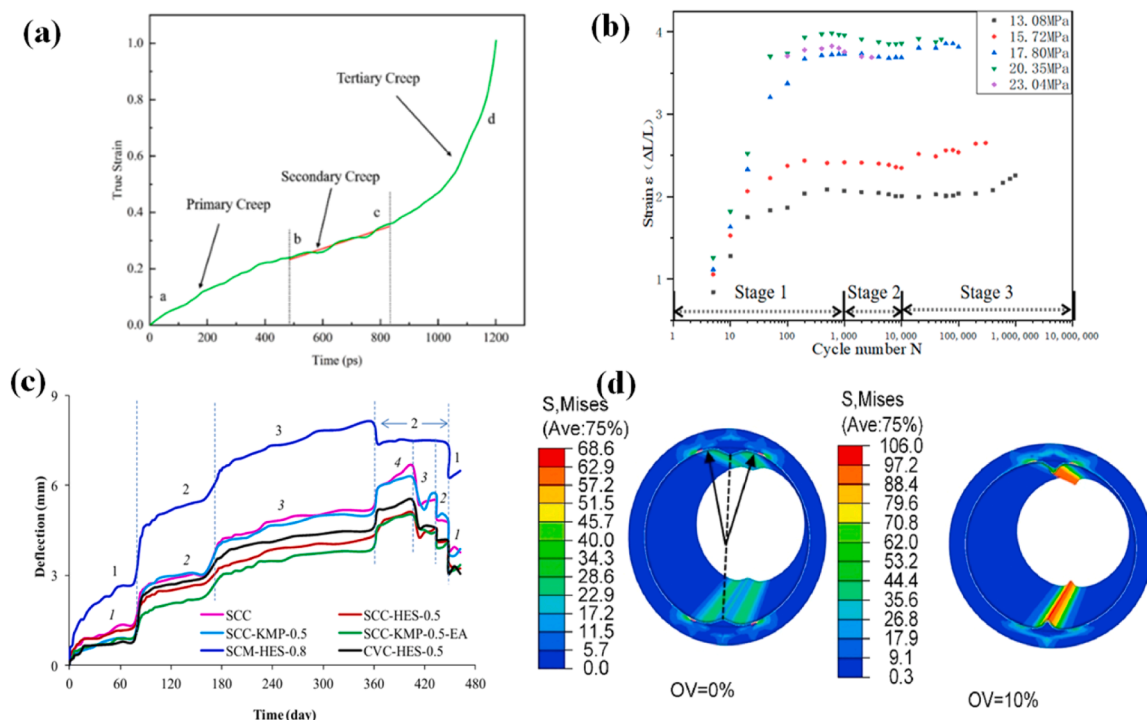 (a)
True Strain
1.0
0.8
0.6
0.4
0.2
0.0
Tertiary Creep
d
Secondary Creep
Primary Creep
c
b
a
0 200 400 600 800 1000 1200
Time (ps)
(b)
Strain ε (ΔL/L)
4
3
2
1
13.08MPa
15.72MPa
17.80MPa
20.35MPa
23.04MPa
Stage 1 Stage 2 Stage 3
1 10 100 1,000 10,000 100,000 1,000,000 10,000,000
Cycle number N
(c)
Deflection (mm)
9
6
3
0
1 2 3 2 1
4 3 2 1
1 2 3
SCC SCC-HES-0.5
SCC-KMP-0.5 SCC-KMP-0.5-EA
SCM-HES-0.8 CVC-HES-0.5
0 60 120 180 240 300 360 420 480
Time (day)
(d)
S,Mises
(Ave:75%)
68.6
62.9
57.2
51.5
45.7
40.0
34.3
28.6
22.9
17.2
11.5
5.7
0.0
OV=0%
S,Mises
(Ave:75%)
106.0
97.2
88.4
79.6
70.8
62.0
53.2
44.4
35.6
26.8
17.9
9.1
0.3
OV=10%